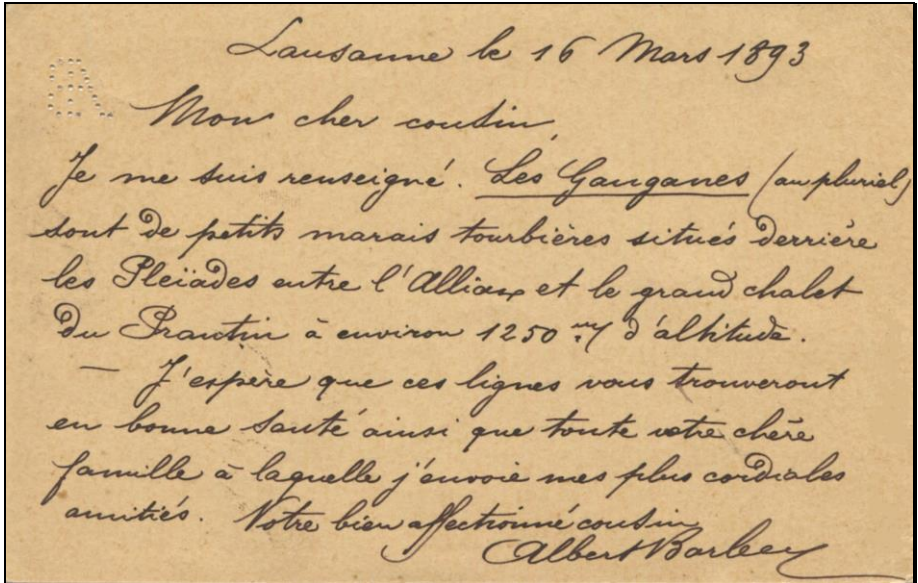 Lausanne le 16 Mars 1893
Mon cher cousin,
Je me suis renseigné. Les Gauganes (au pluriel)
sont de petits marais tourbières situés derrière
les Pleïades entre l'Alliax et le grand chalet
du Prantin à environ 1250 m/ d'altitude.
— J'espère que ces lignes vous trouveront
en bonne santé ainsi que toute votre chère
famille à laquelle j'envoie mes plus cordiales
amitiés. Votre bien affectionné cousin
Albert Barbey